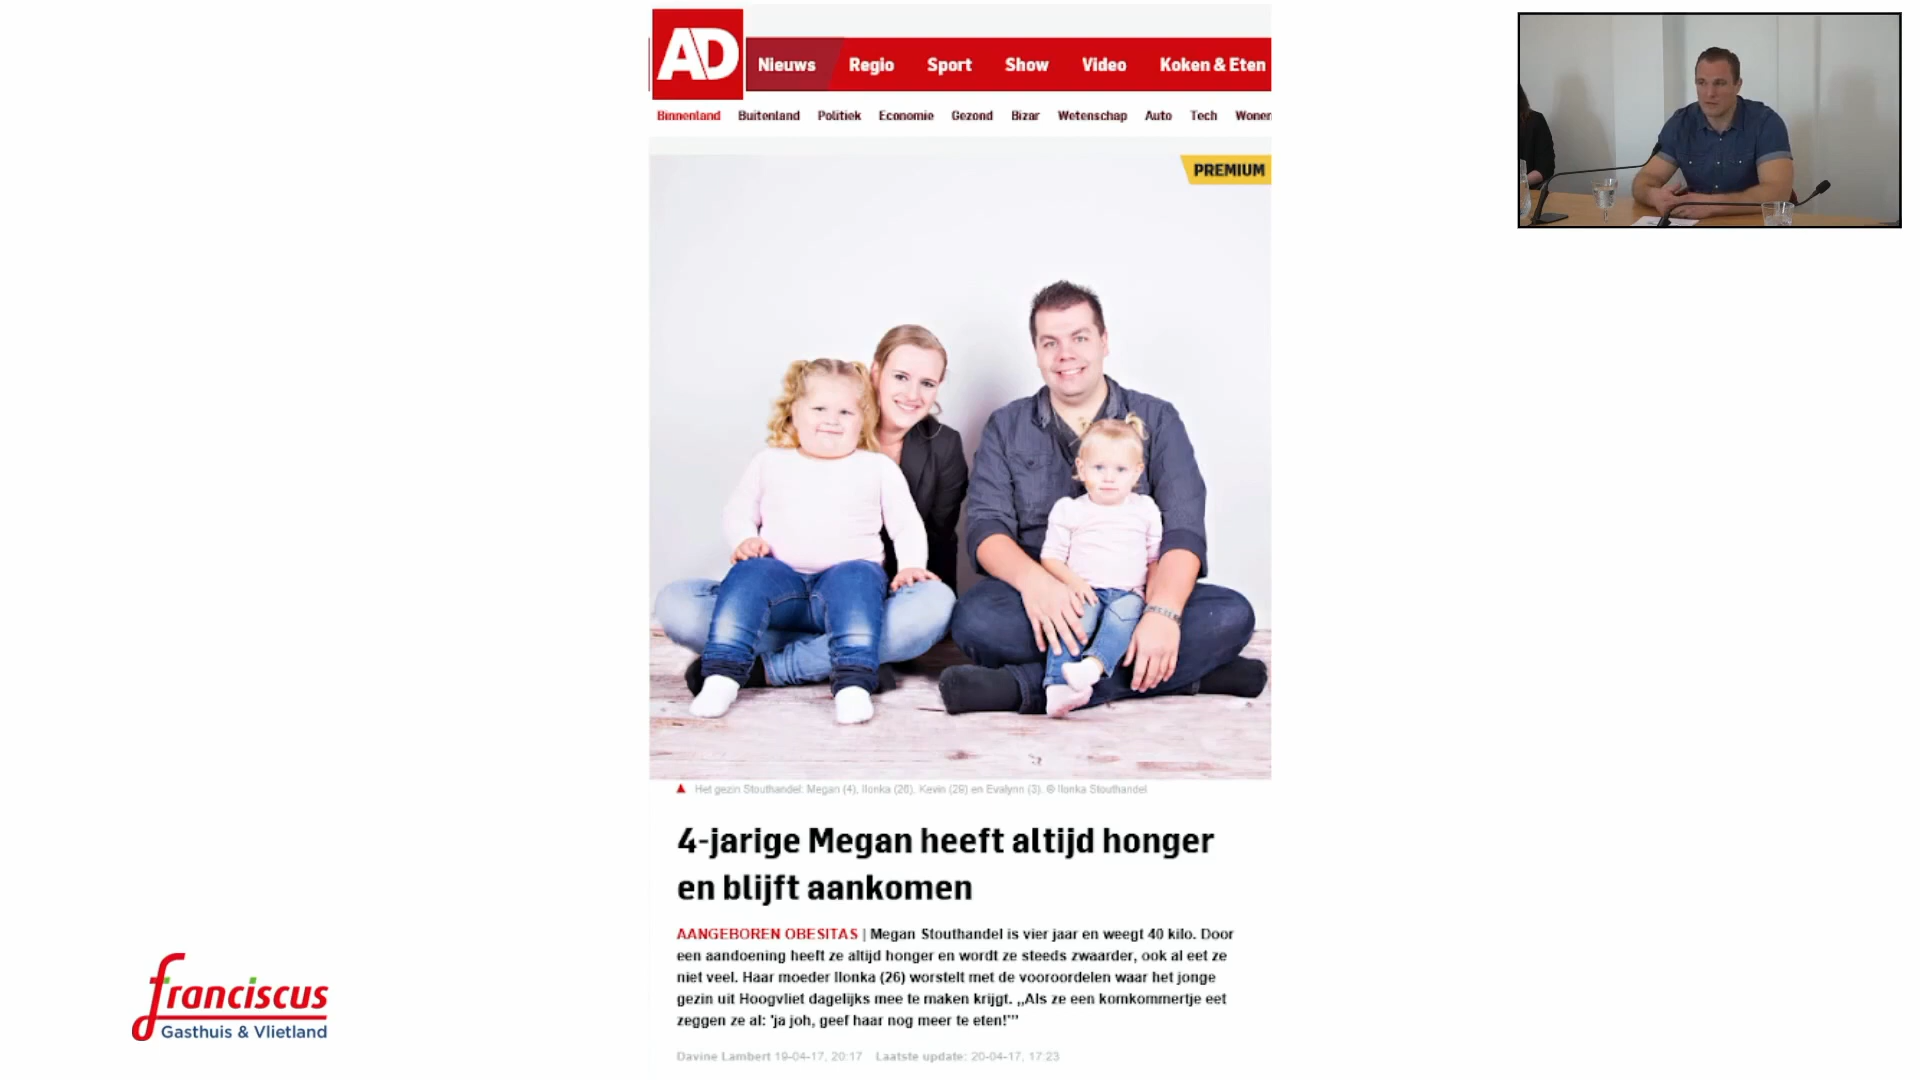 AD
Nieuws Regio Sport Show Video Koken & Eten
Binnenland Buitenland Politiek Economie Gezond Bizar Wetenschap Auto Tech Wonen
PREMIUM
Het gezin Stouthandel: Megan (4), Ilonka (26), Kevin (29) en Evalynn (3). © Ilonka Stouthandel
4-jarige Megan heeft altijd honger
en blijft aankomen
AANGEBOREN OBESITAS | Megan Stouthandel is vier jaar en weegt 40 kilo. Door
een aandoening heeft ze altijd honger en wordt ze steeds zwaarder, ook al eet ze
niet veel. Haar moeder Ilonka (26) worstelt met de vooroordelen waar het jonge
gezin uit Hoogvliet dagelijks mee te maken krijgt. ,,Als ze een komkommertje eet
zeggen ze al: 'ja joh, geef haar nog meer te eten!'"
Davine Lambert 19-04-17, 20:17 Laatste update: 20-04-17, 17:23
franciscus
Gasthuis & Vlietland